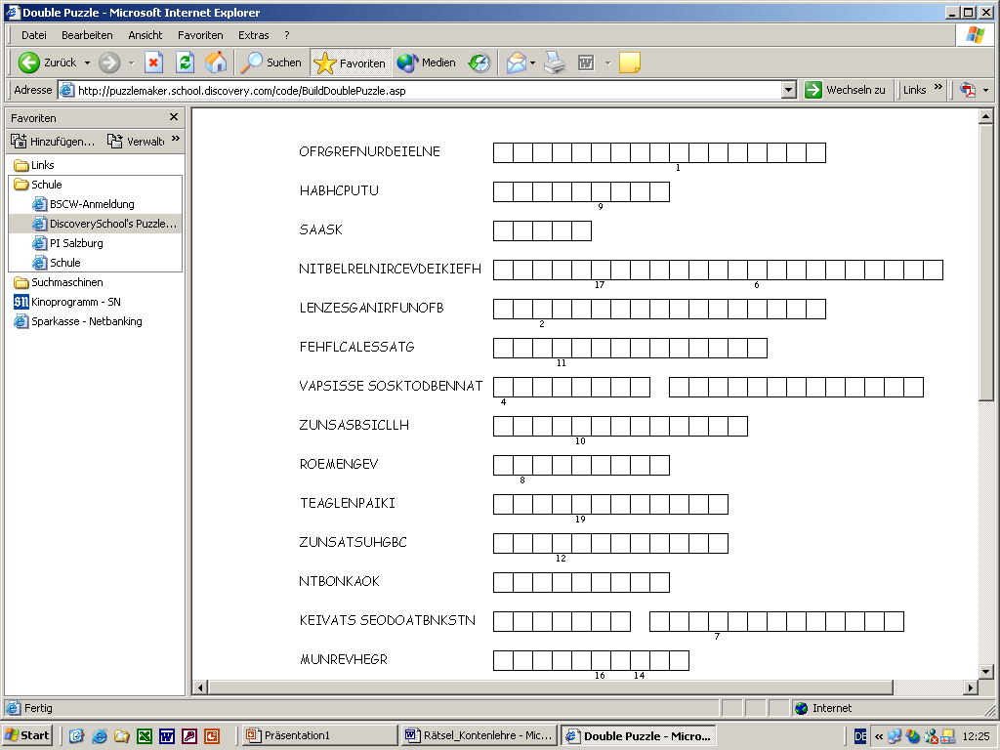 Double Puzzle - Microsoft Internet Explorer
Datei Bearbeiten Ansicht Favoriten Extras ?
Zurück Suchen Favoriten Medien
Adresse http://puzzlemaker.school.discovery.com/code/BuildDoublePuzzle.asp Wechseln zu Links »
Favoriten
Hinzufügen... Verwalt »
Links
Schule
BSCW-Anmeldung
DiscoverySchool's Puzzle...
PI Salzburg
Schule
Suchmaschinen
SN Kinoprogramm - SN
Sparkasse - Netbanking
OFRGREFNURDEIELNE
1
HABHCPUTU
9
SAASK
NITBELRELNIRCEVDEIKIEFH
17 6
LENZESGANIRFUNOFB
2
FEHFLCALESSATG
11
VAPSISSE SOSKTODBENNAT
4
ZUNSASBSICLLH
10
ROEMENGEV
8
TEAGLENPAIKI
19
ZUNSATSUHGBC
12
NTBONKAOK
KEIVATS SEODOATBNKSTN
7
MUNREVHEGR
16 14
Fertig Internet
Start Präsentation1 Rätsel_Kontenlehre - Mic... Double Puzzle - Micro... DE « 12:25